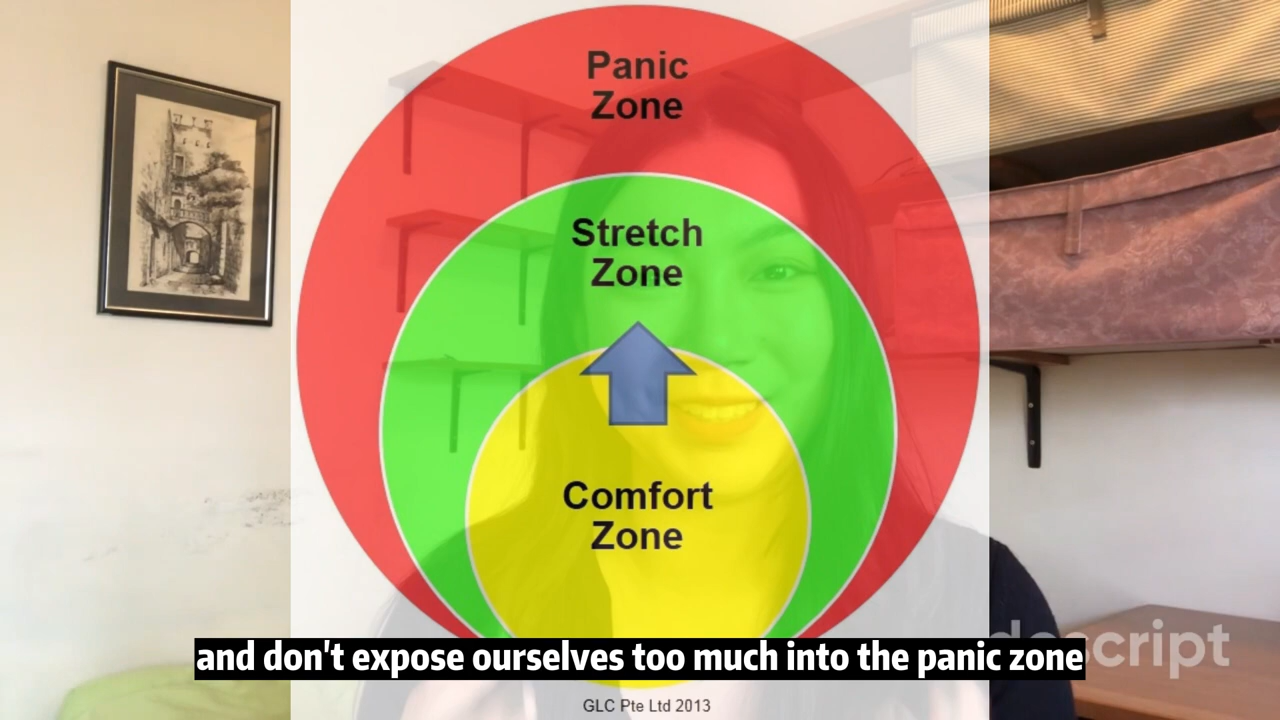 Panic
Zone
Stretch
Zone
Comfort
Zone
and don't expose ourselves too much into the panic zone
descript
GLC Pte Ltd 2013